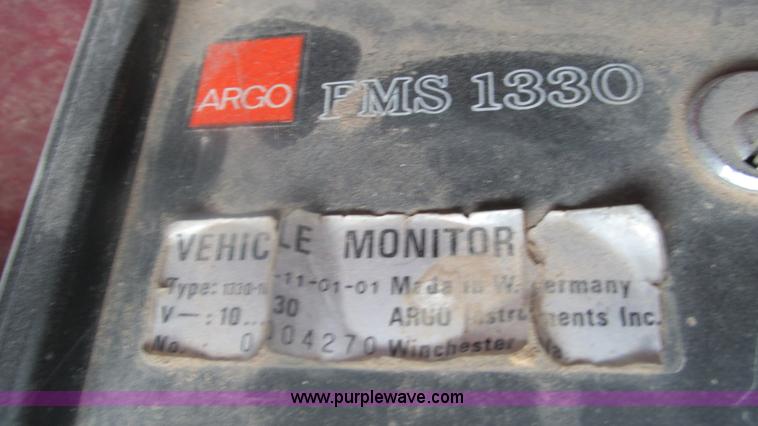 ARGO FMS 1330
VEHICLE MONITOR
Type: 1330- -11-01-01 Made in W. Germany
V : 10...30 ARGO Instruments Inc.
No. 0004270 Winchester
www.purplewave.com